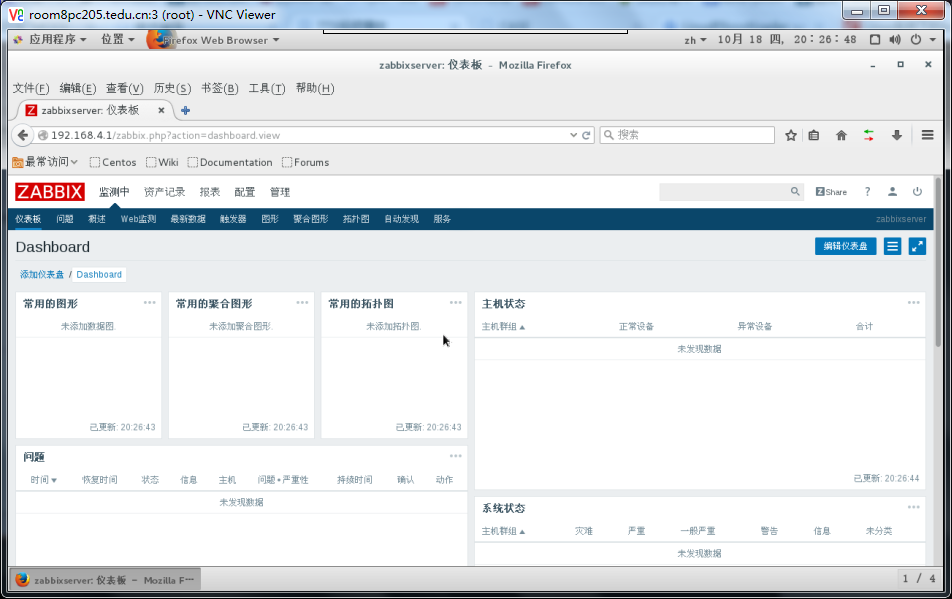 room8pc205.tedu.cn:3 (root) - VNC Viewer
应用程序 位置 Firefox Web Browser zh 10月 18 四, 20:26:48
zabbixserver: 仪表板 - Mozilla Firefox
文件(F) 编辑(E) 查看(V) 历史(S) 书签(B) 工具(T) 帮助(H)
zabbixserver: 仪表板
192.168.4.1/zabbix.php?action=dashboard.view 搜索
最常访问 Centos Wiki Documentation Forums
ZABBIX 监测中 资产记录 报表 配置 管理 Z Share ?
仪表板 问题 概述 Web监测 最新数据 触发器 图形 聚合图形 拓扑图 自动发现 服务 zabbixserver
Dashboard 编辑仪表盘
添加仪表盘 / Dashboard
常用的图形 ···
未添加数据图.
已更新: 20:26:43
常用的聚合图形 ···
未添加聚合图形.
已更新: 20:26:43
常用的拓扑图 ···
未添加拓扑图.
已更新: 20:26:43
主机状态 ···
主机群组▲ 正常设备 异常设备 合计
未发现数据
已更新: 20:26:44
问题 ···
时间▼ 恢复时间 状态 信息 主机 问题•严重性 持续时间 确认 动作
未发现数据
系统状态 ···
主机群组▲ 灾难 严重 一般严重 警告 信息 未分类
未发现数据
zabbixserver: 仪表板 - Mozilla F··· 1 / 4